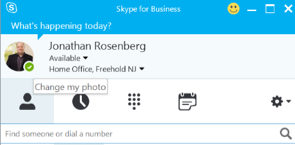 Skype for Business
What's happening today?
Jonathan Rosenberg
Available
Home Office, Freehold NJ
Change my photo
Find someone or dial a number